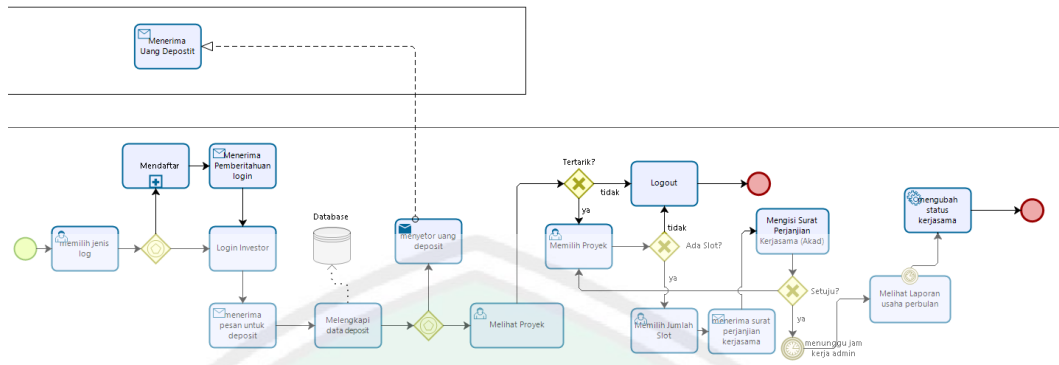 Menerima
Uang Depostit
memilih jenis
log
Mendaftar
Menerima
Pemberitahuan
login
Login Investor
menerima
pesan untuk
deposit
Database
Melengkapi
data deposit
menyetor uang
deposit
Melihat Proyek
Tertarik?
tidak
ya
Logout
Memilih Proyek
tidak
Ada Slot?
ya
Memilih Jumlah
Slot
menerima surat
perjanjian
kerjasama
Mengisi Surat
Perjanjian
Kerjasama (Akad)
Setuju?
ya
menunggu jam
kerja admin
Melihat Laporan
usaha perbulan
mengubah
status
kerjasama